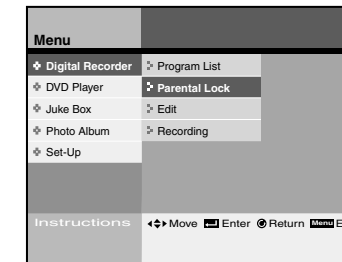 Menu
Digital Recorder
Program List
DVD Player
Parental Lock
Juke Box
Edit
Photo Album
Recording
Set-Up
Instructions
Move Enter Return Menu E